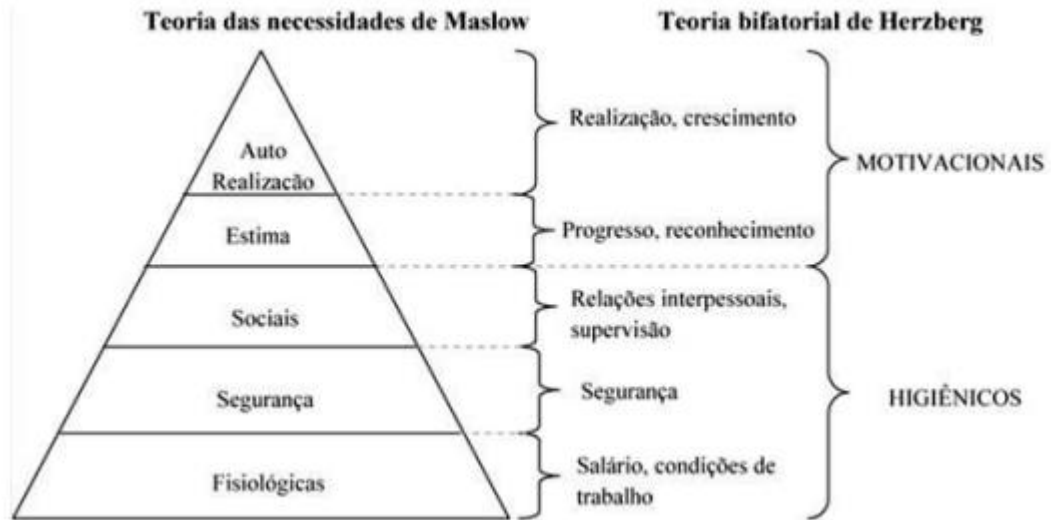 Teoria das necessidades de Maslow
Teoria bifatorial de Herzberg
Auto
Realização
Realização, crescimento
MOTIVACIONAIS
Estima
Progresso, reconhecimento
Sociais
Relações interpessoais,
supervisão
Segurança
Segurança
HIGIÊNICOS
Fisiológicas
Salário, condições de
trabalho